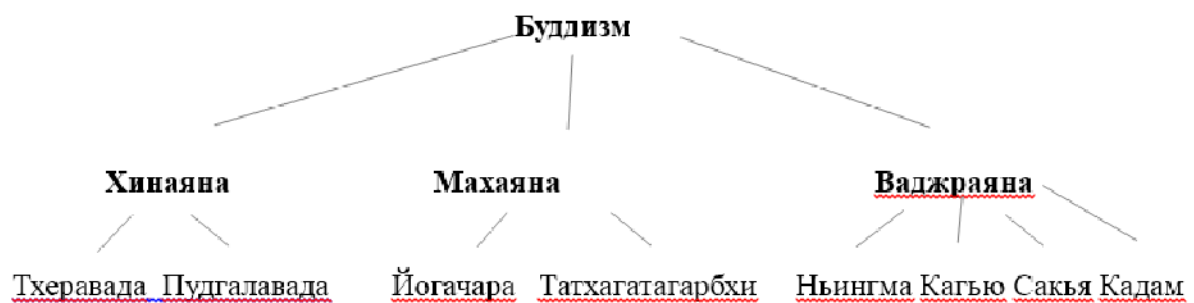 Буддизм
Хинаяна Махаяна Ваджраяна
Тхеравада Пудгалавада Йогачара Татхагатагарбхи Ньингма Кагью Сакья Кадам